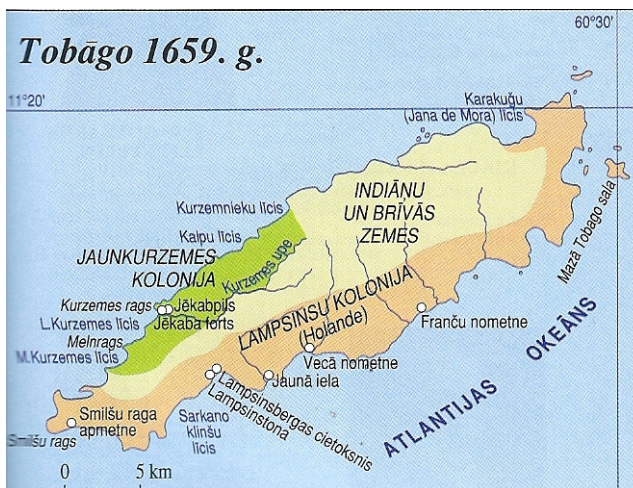 Tobāgo 1659. g.
60°30'
11°20'
Karakuģu
(Jana de Mora) līcis
INDIĀŅU
UN BRĪVĀS
ZEMES
Kurzemnieku līcis
Kalpu līcis
Mazā Tobago sala
JAUNKURZEMES
KOLONIJA
Kurzemes upe
Kurzemes rags
Jēkabpils
Jēkaba forts
L.Kurzemes līcis
Melnrags
M.Kurzemes līcis
LAMPSINSU KOLONIJA
(Holande)
Franču nometne
Vecā nometne
Jaunā iela
Lampsinsbergas cietoksnis
Lampsinstona
Smilšu raga
apmetne
Smilšu rags
Sarkano
klinšu
līcis
ATLANTIJAS OKEĀNS
0 5 km